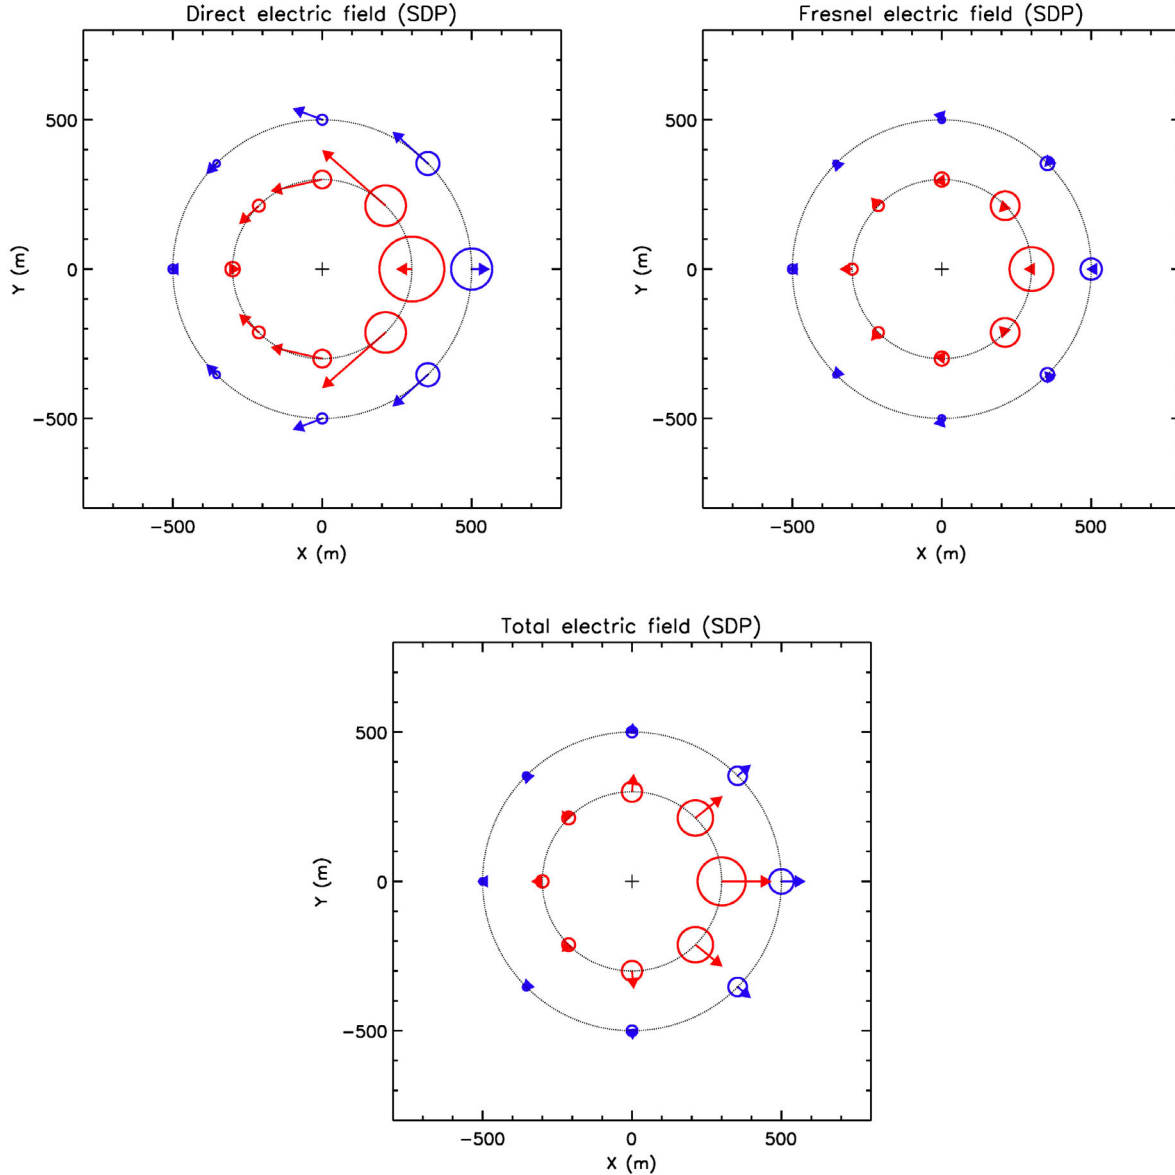 Direct electric field (SDP)
Fresnel electric field (SDP)
500
0
−500
Y (m)
−500 0 500
X (m)
500
0
−500
Y (m)
−500 0 500
X (m)
Total electric field (SDP)
500
0
−500
Y (m)
−500 0 500
X (m)